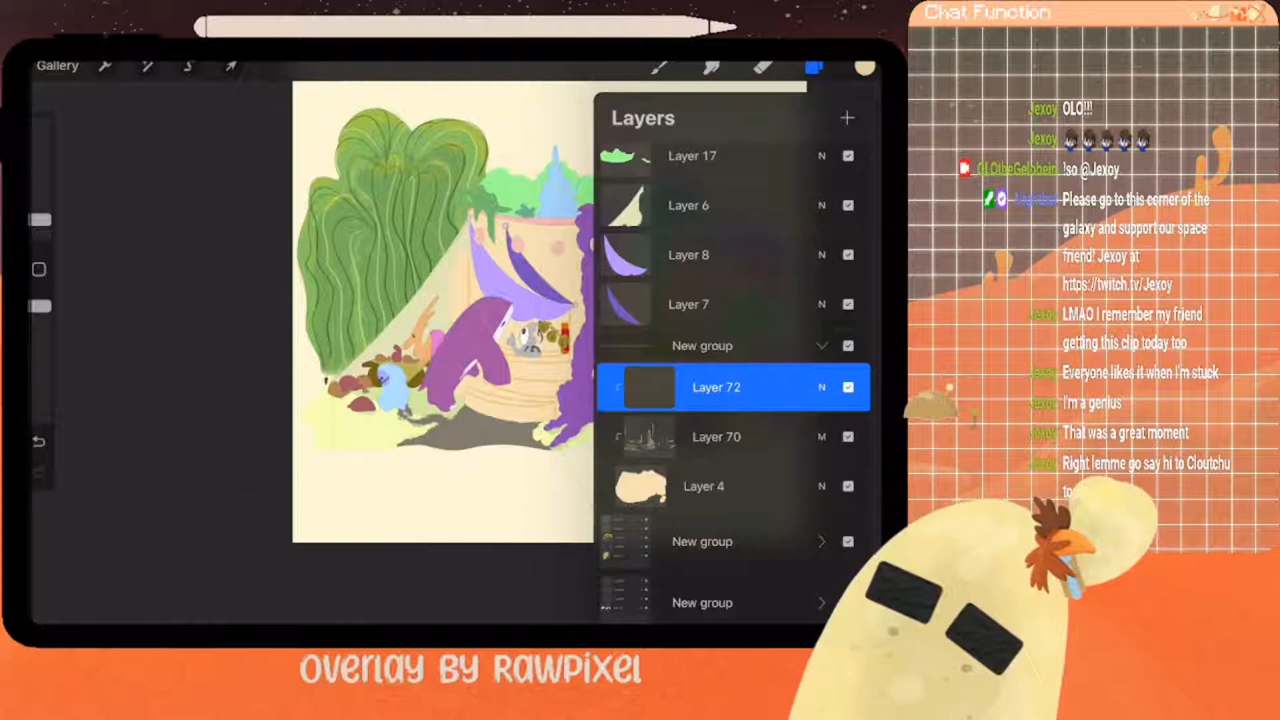 Chat Function
Gallery
Layers
Layer 17 N
Layer 6 N
Layer 8 N
Layer 7 N
New group
Layer 72 N
Layer 70 M
Layer 4 N
New group
New group
Jexoy OLO!!!
Jexoy
OLOtheGelbbein !so @Jexoy
Please go to this corner of the
galaxy and support our space
friend! Jexoy at
https://twitch.tv/Jexoy
Jexoy LMAO I remember my friend
getting this clip today too
Jexoy Everyone likes it when I'm stuck
Jexoy I'm a genius
Jexoy That was a great moment
Jexoy Right lemme go say hi to Cloutchu
to
Overlay by Rawpixel